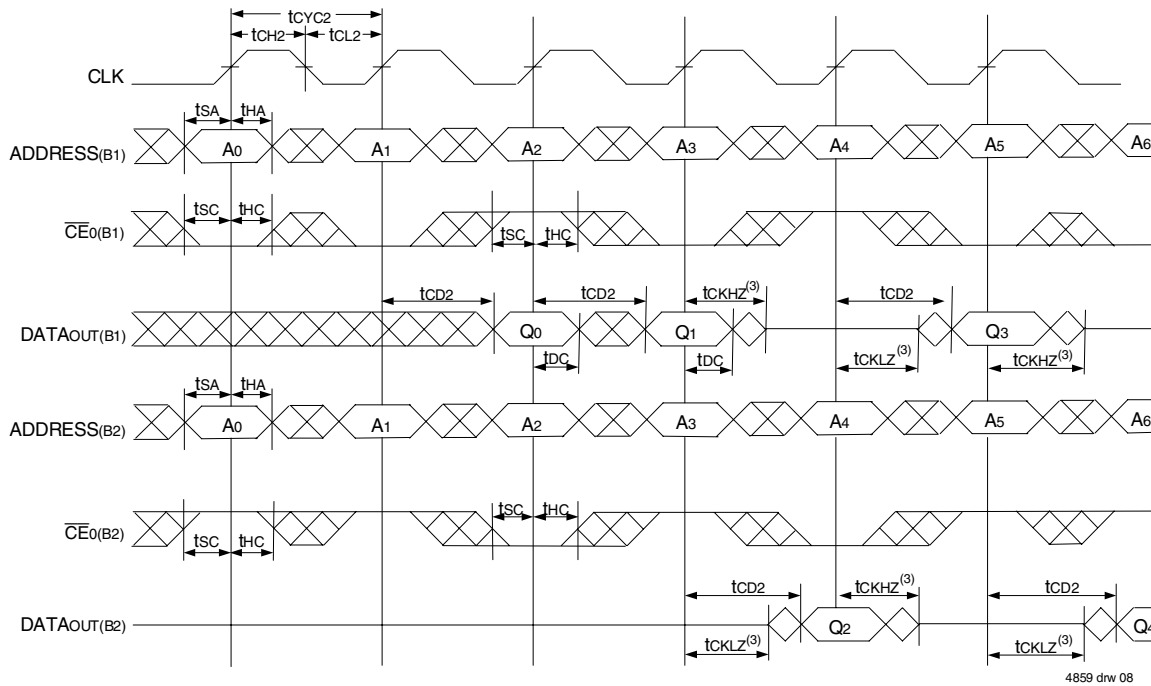 tCYC2
tCH2 tCL2
CLK
tSA tHA
ADDRESS(B1) A0 A1 A2 A3 A4 A5 A6
tSC tHC
CE0(B1)
tSC tHC
tCD2 tCD2 tCKHZ(3) tCD2
DATAOUT(B1) Q0 Q1 Q3
tDC tDC tCKLZ(3) tCKHZ(3)
tSA tHA
ADDRESS(B2) A0 A1 A2 A3 A4 A5 A6
tSC tHC
CE0(B2)
tSC tHC
tCD2 tCKHZ(3) tCD2
DATAOUT(B2) Q2 Q4
tCKLZ(3) tCKLZ(3)
4859 drw 08